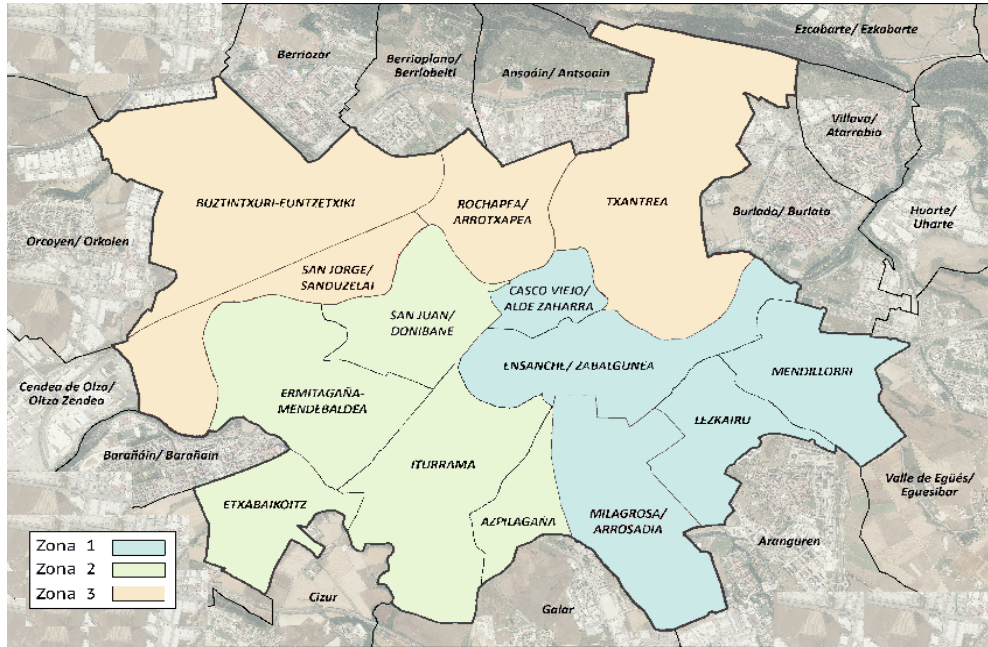 Ezcabarte/ Ezkabarte
Berriozar
Berrioplano/
Berriobeiti
Ansoáin/ Antsoain
Villava/
Atarrabia
BUZTINTXURI-EUNTZETXIKI
ROCHAPEA/
ARROTXAPEA
TXANTREA
Burlada/ Burlata
Huarte/
Uharte
Orcoyen/ Orkoien
SAN JORGE/
SANDUZELAI
CASCO VIEJO/
ALDE ZAHARRA
SAN JUAN/
DONIBANE
ENSANCHE/ ZABALGUNEA
MENDILLORRI
Cendea de Olza/
Oltza Zendea
ERMITAGAÑA-
MENDEBALDEA
LEZKAIRU
Barañáin/ Barañain
ITURRAMA
Valle de Egüés/
Eguesibar
ETXABAIKOITZ
AZPILAGAÑA
MILAGROSA/
ARROSADIA
Aranguren
Zona 1
Zona 2
Zona 3
Cizur
Galar